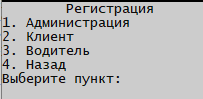 Регистрация
1. Администрация
2. Клиент
3. Водитель
4. Назад
Выберите пункт: